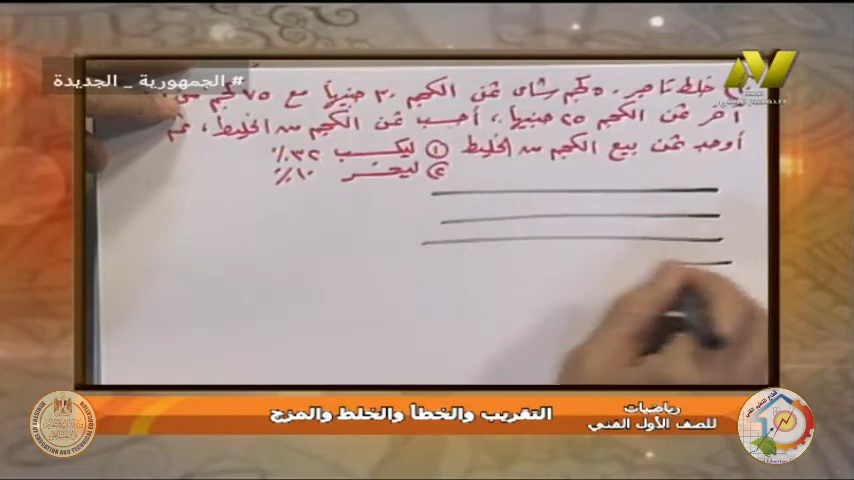 #الجمهورية _ الجديدة
خلط تاجر ٥٠ كجم شاى ثمن الكجم ٣٠ جنيها مع ٧٥ كجم من
آخر ثمن الكجم ٢٥ جنيها، أحسب ثمن الكجم من الخليط، ثم
أوجد ثمن بيع الكجم من الخليط ① ليكسب ٣٢٪
② ليخسر ١٠٪
التقريب والخطأ والخلط والمزج
رياضيات
للصف الأول الفني